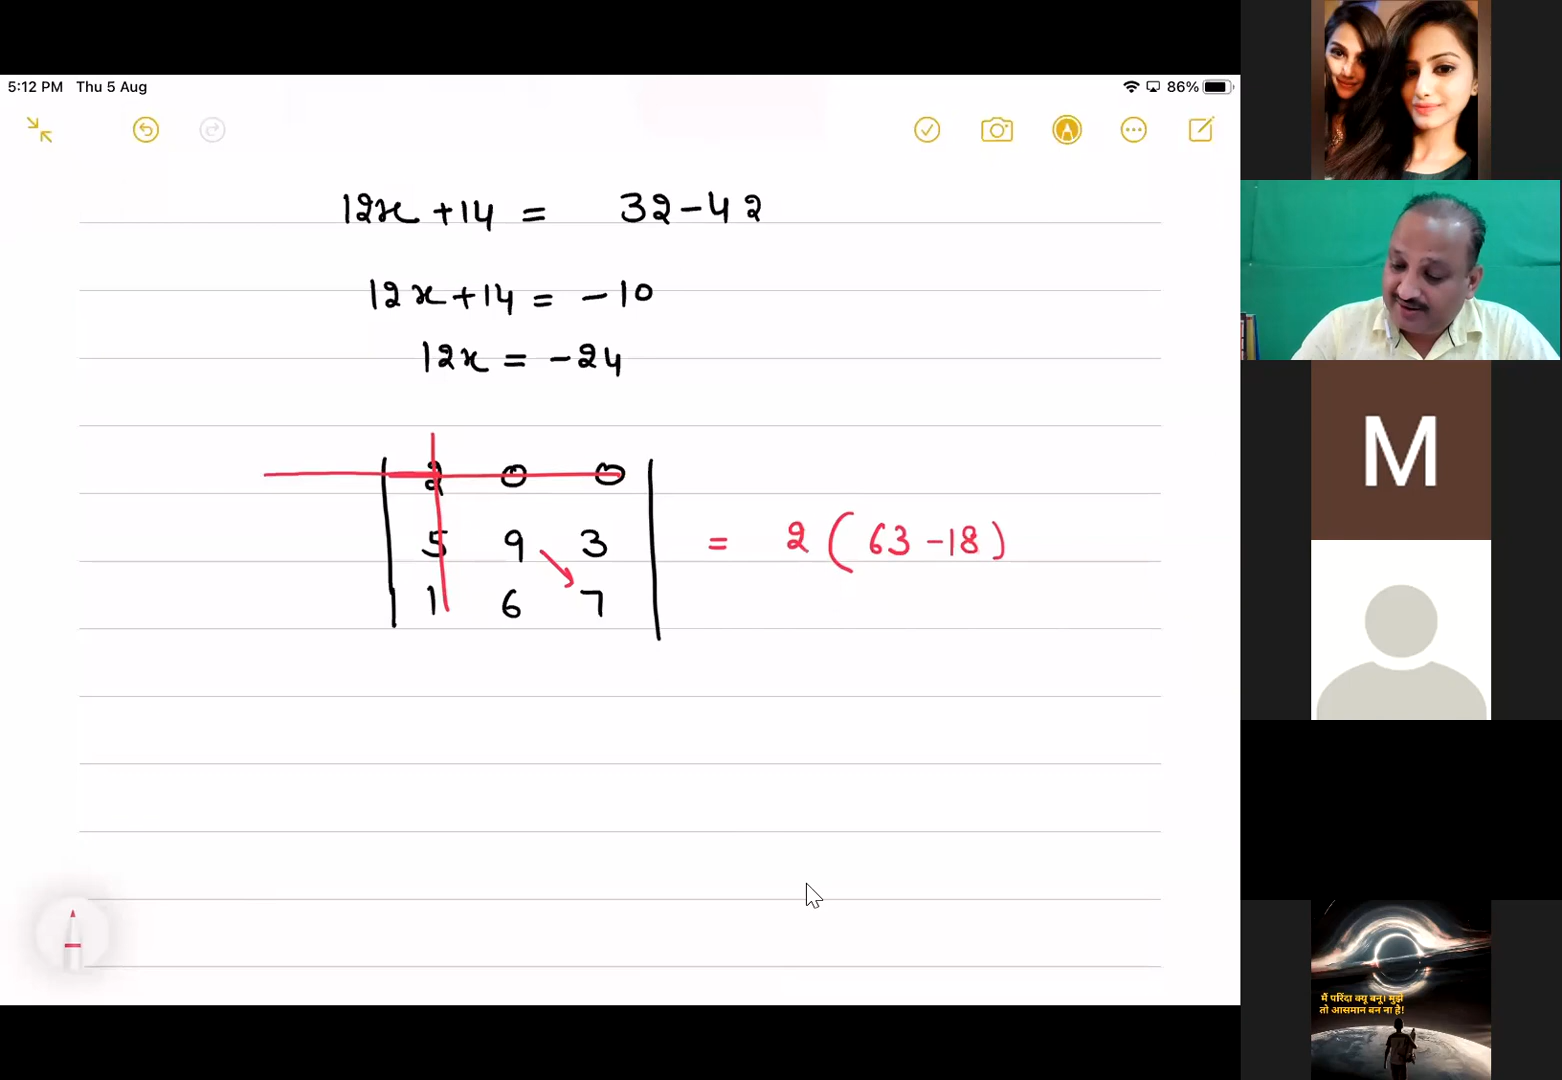 5:12 PM Thu 5 Aug
86%
12x + 14 = 32 - 42
12x + 14 = - 10
12x = - 24
2 0 0
5 9 3
1 6 7
= 2 ( 63 - 18 )
M
मैं परिंदा क्यू बनू। मुझे
तो आसमान बन ना है!